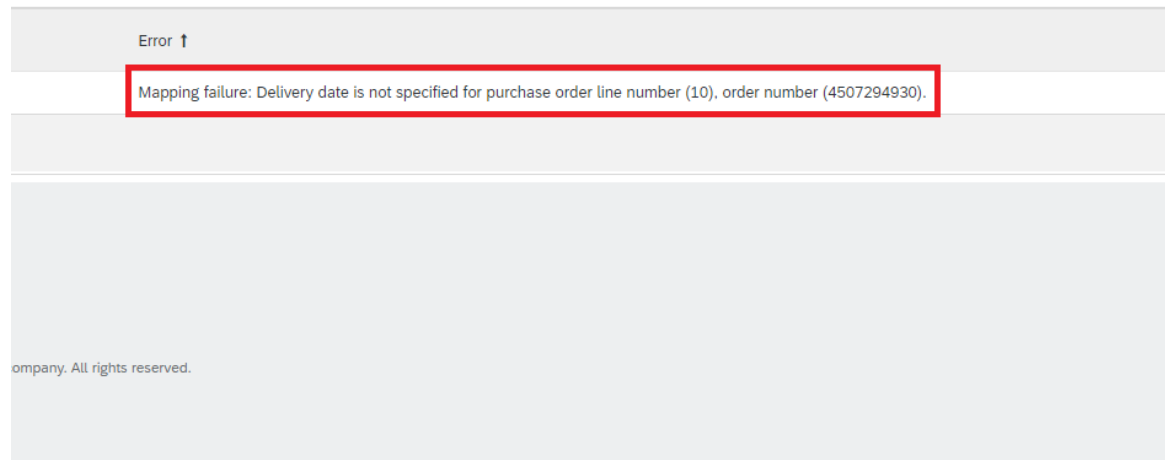 Error ↑
Mapping failure: Delivery date is not specified for purchase order line number (10), order number (4507294930).
ompany. All rights reserved.